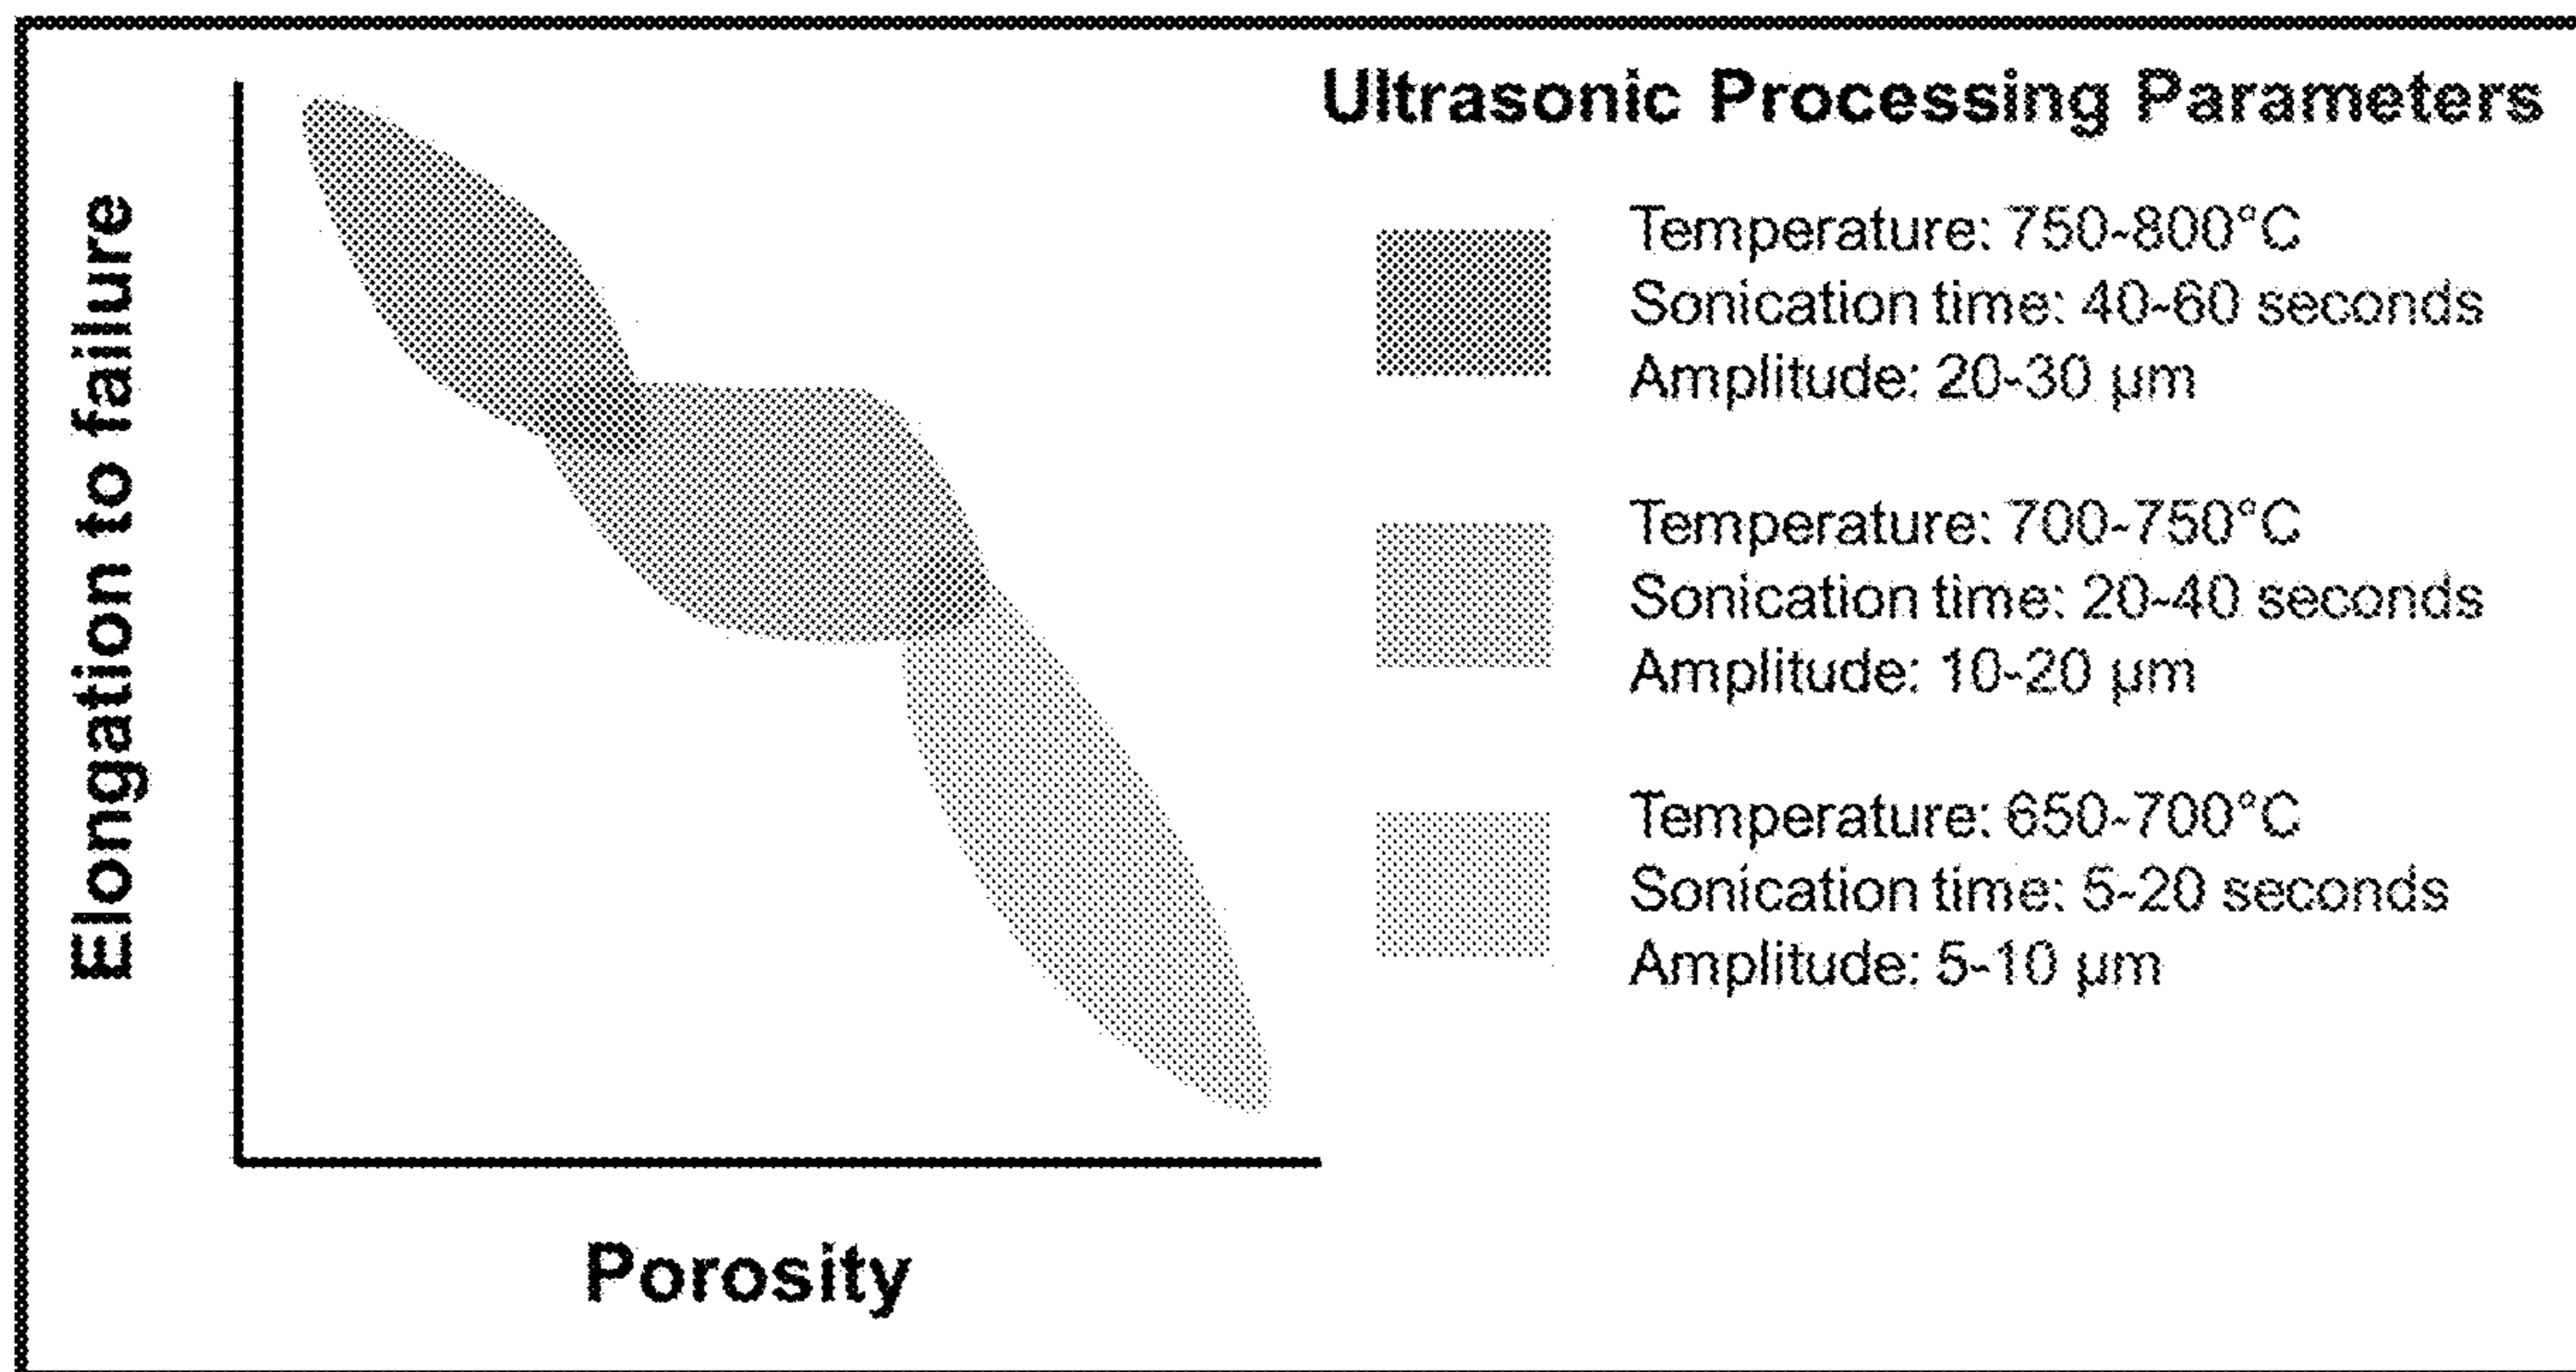 Ultrasonic Processing Parameters
Elongation to failure
Temperature: 750-800°C
Sonication time: 40-60 seconds
Amplitude: 20-30 µm
Temperature: 700-750°C
Sonication time: 20-40 seconds
Amplitude: 10-20 µm
Temperature: 650-700°C
Sonication time: 5-20 seconds
Amplitude: 5-10 µm
Porosity